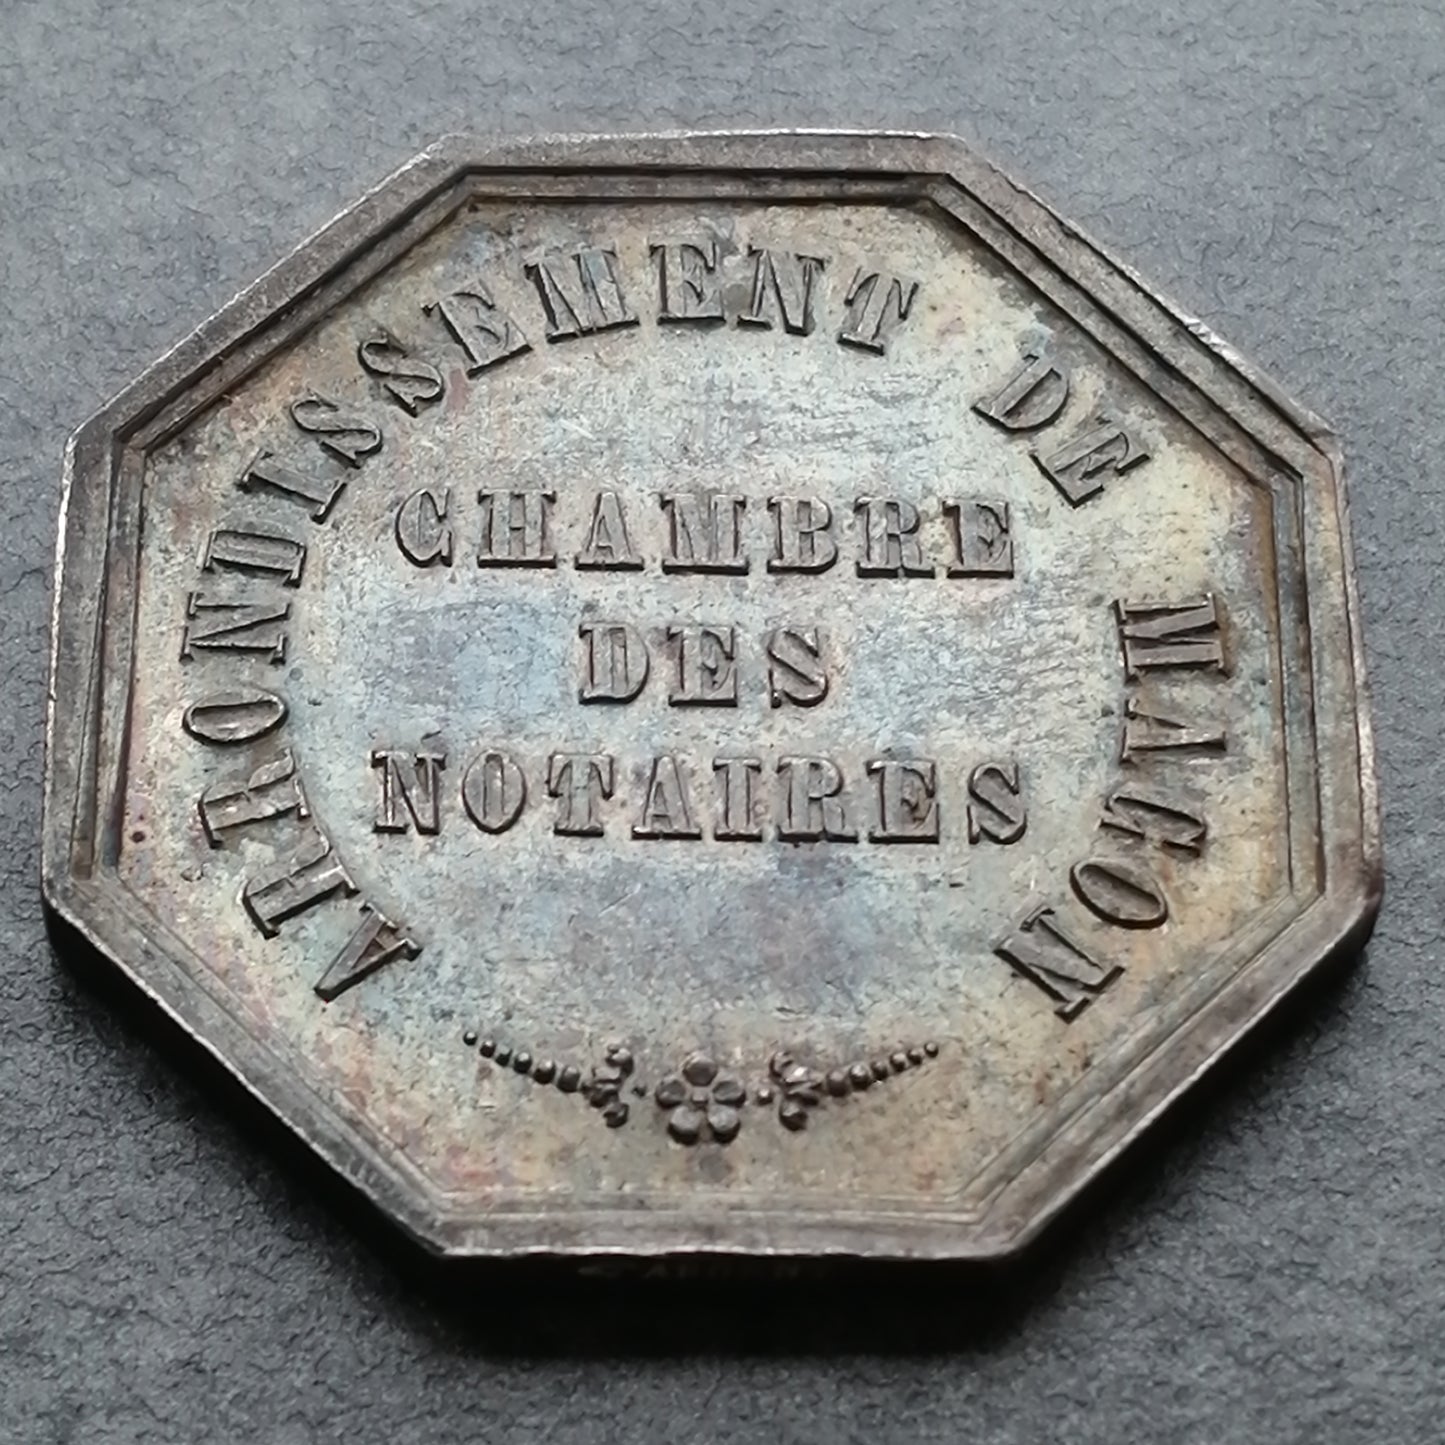 ARRONDISSEMENT DE MACON
CHAMBRE
DES
NOTAIRES